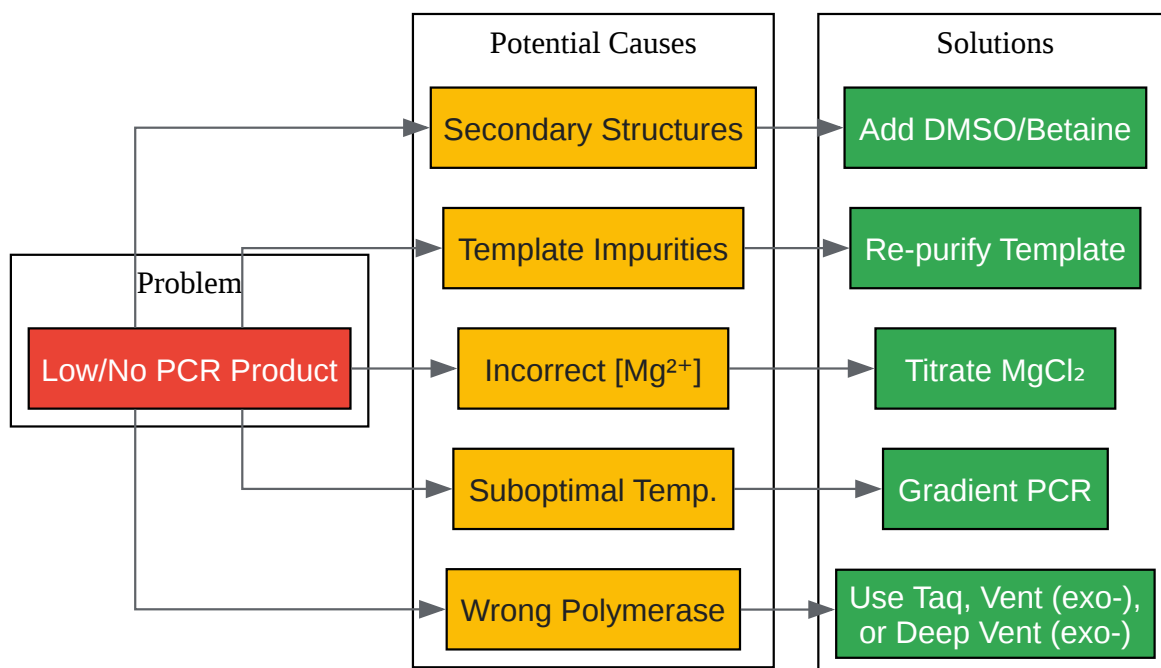 Potential Causes
Solutions
Secondary Structures
Add DMSO/Betaine
Template Impurities
Re-purify Template
Problem
Low/No PCR Product
Incorrect [Mg²⁺]
Titrate MgCl₂
Suboptimal Temp.
Gradient PCR
Wrong Polymerase
Use Taq, Vent (exo-),
or Deep Vent (exo-)